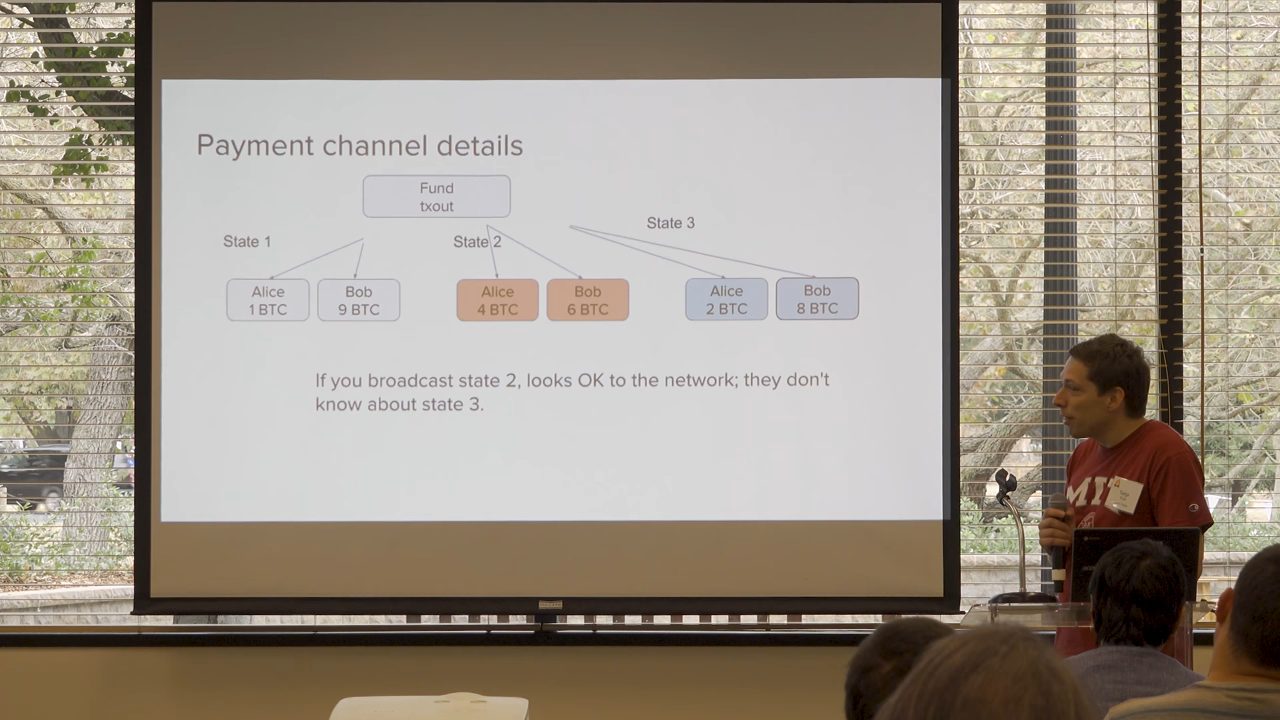 Payment channel details
Fund
txout
State 1
State 2
State 3
Alice
1 BTC
Bob
9 BTC
Alice
4 BTC
Bob
6 BTC
Alice
2 BTC
Bob
8 BTC
If you broadcast state 2, looks OK to the network; they don't
know about state 3.